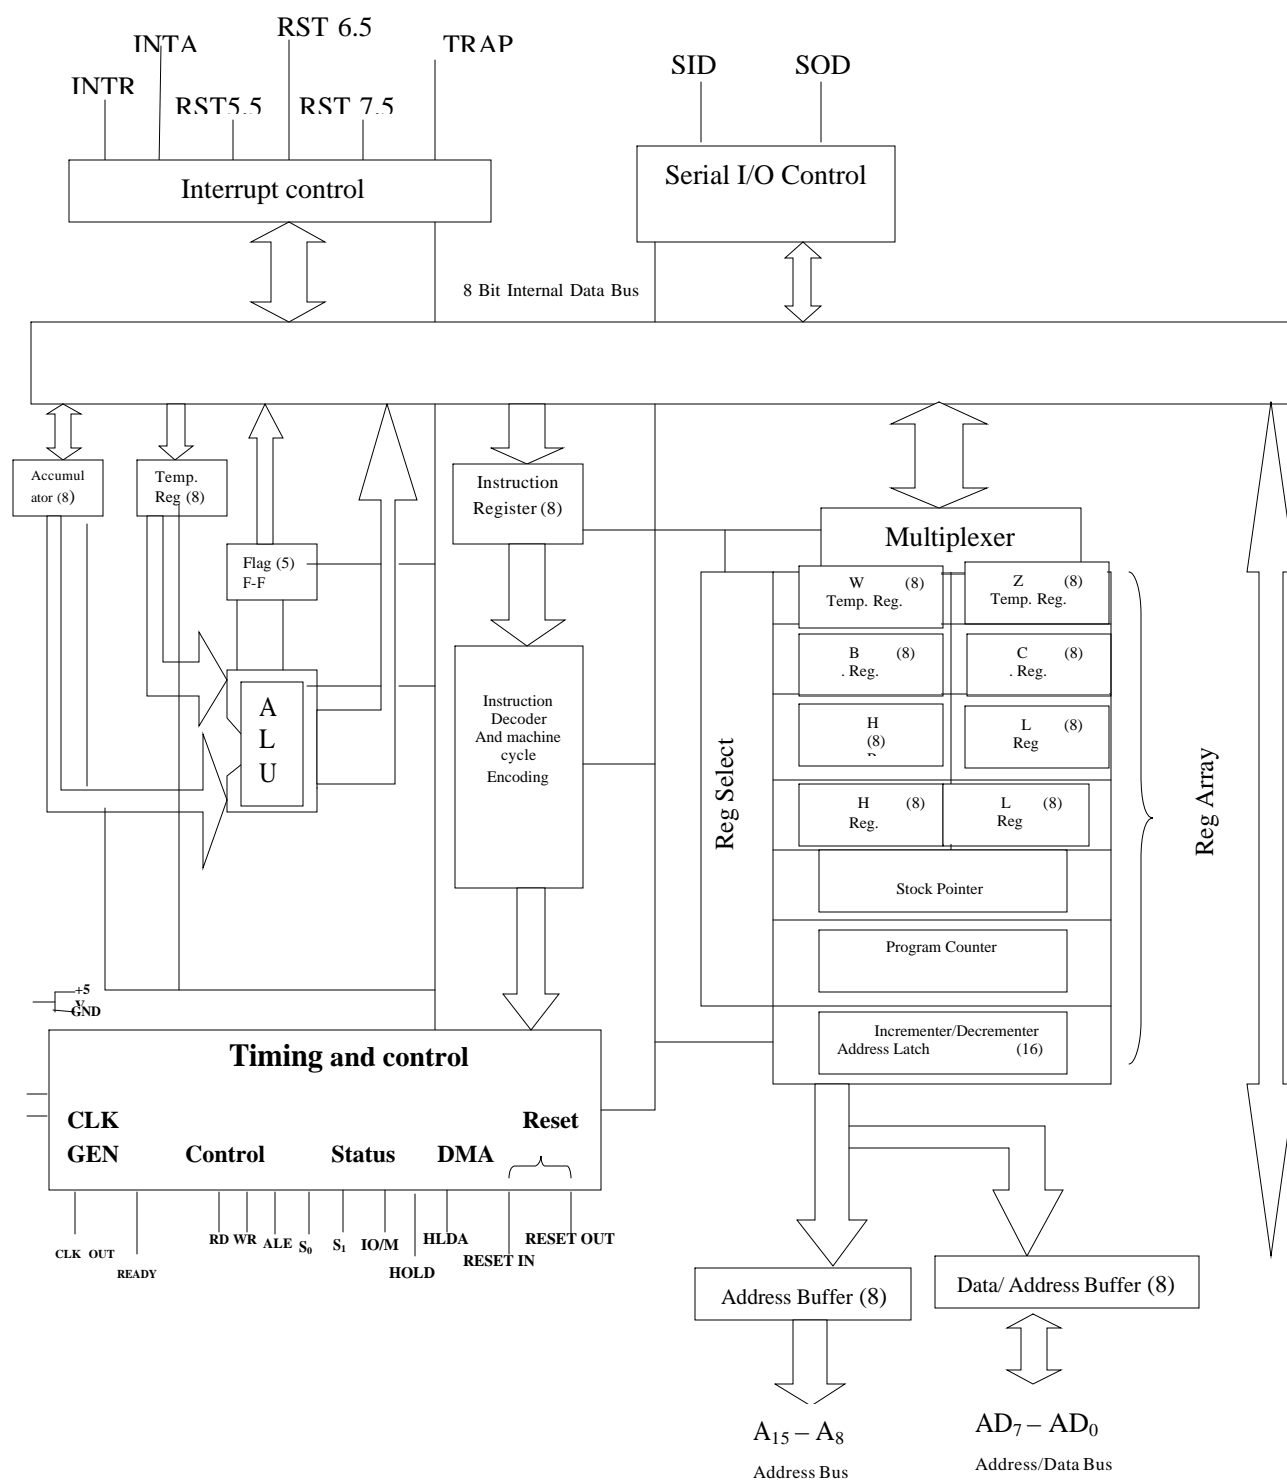 RST 6.5
INTA
TRAP
SID
SOD
INTR
RST5.5
RST 7.5
Interrupt control
Serial I/O Control
8 Bit Internal Data Bus
Accumul
ator (8)
Temp.
Reg (8)
Instruction
Register (8)
Multiplexer
Flag (5)
F-F
W (8)
Temp. Reg.
Z (8)
Temp. Reg.
B (8)
. Reg.
C (8)
. Reg.
A
L
U
Instruction
Decoder
And machine
cycle
Encoding
H
(8)
L (8)
Reg
H (8)
Reg.
L (8)
Reg
Reg Select
Reg Array
Stock Pointer
Program Counter
Incrementer/Decrementer
Address Latch (16)
+5
V
GND
Timing and control
CLK
GEN
Control
Status
DMA
Reset
CLK OUT
READY
RD WR ALE S₀ S₁ IO/M
HOLD
HLDA
RESET IN
RESET OUT
Address Buffer (8)
Data/ Address Buffer (8)
A₁₅ – A₈
Address Bus
AD₇ – AD₀
Address/Data Bus